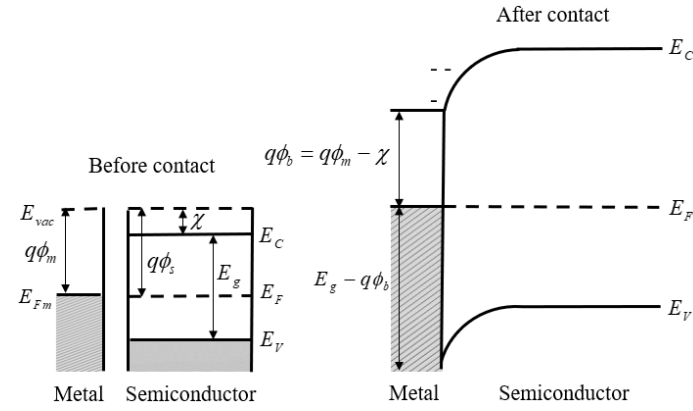 After contact
E_C
qϕ_b = qϕ_m − χ
Before contact
E_vac
χ
qϕ_m
qϕ_s
E_C
E_g
E_F
E_Fm
E_F
E_g − qϕ_b
E_V
E_V
Metal Semiconductor
Metal Semiconductor